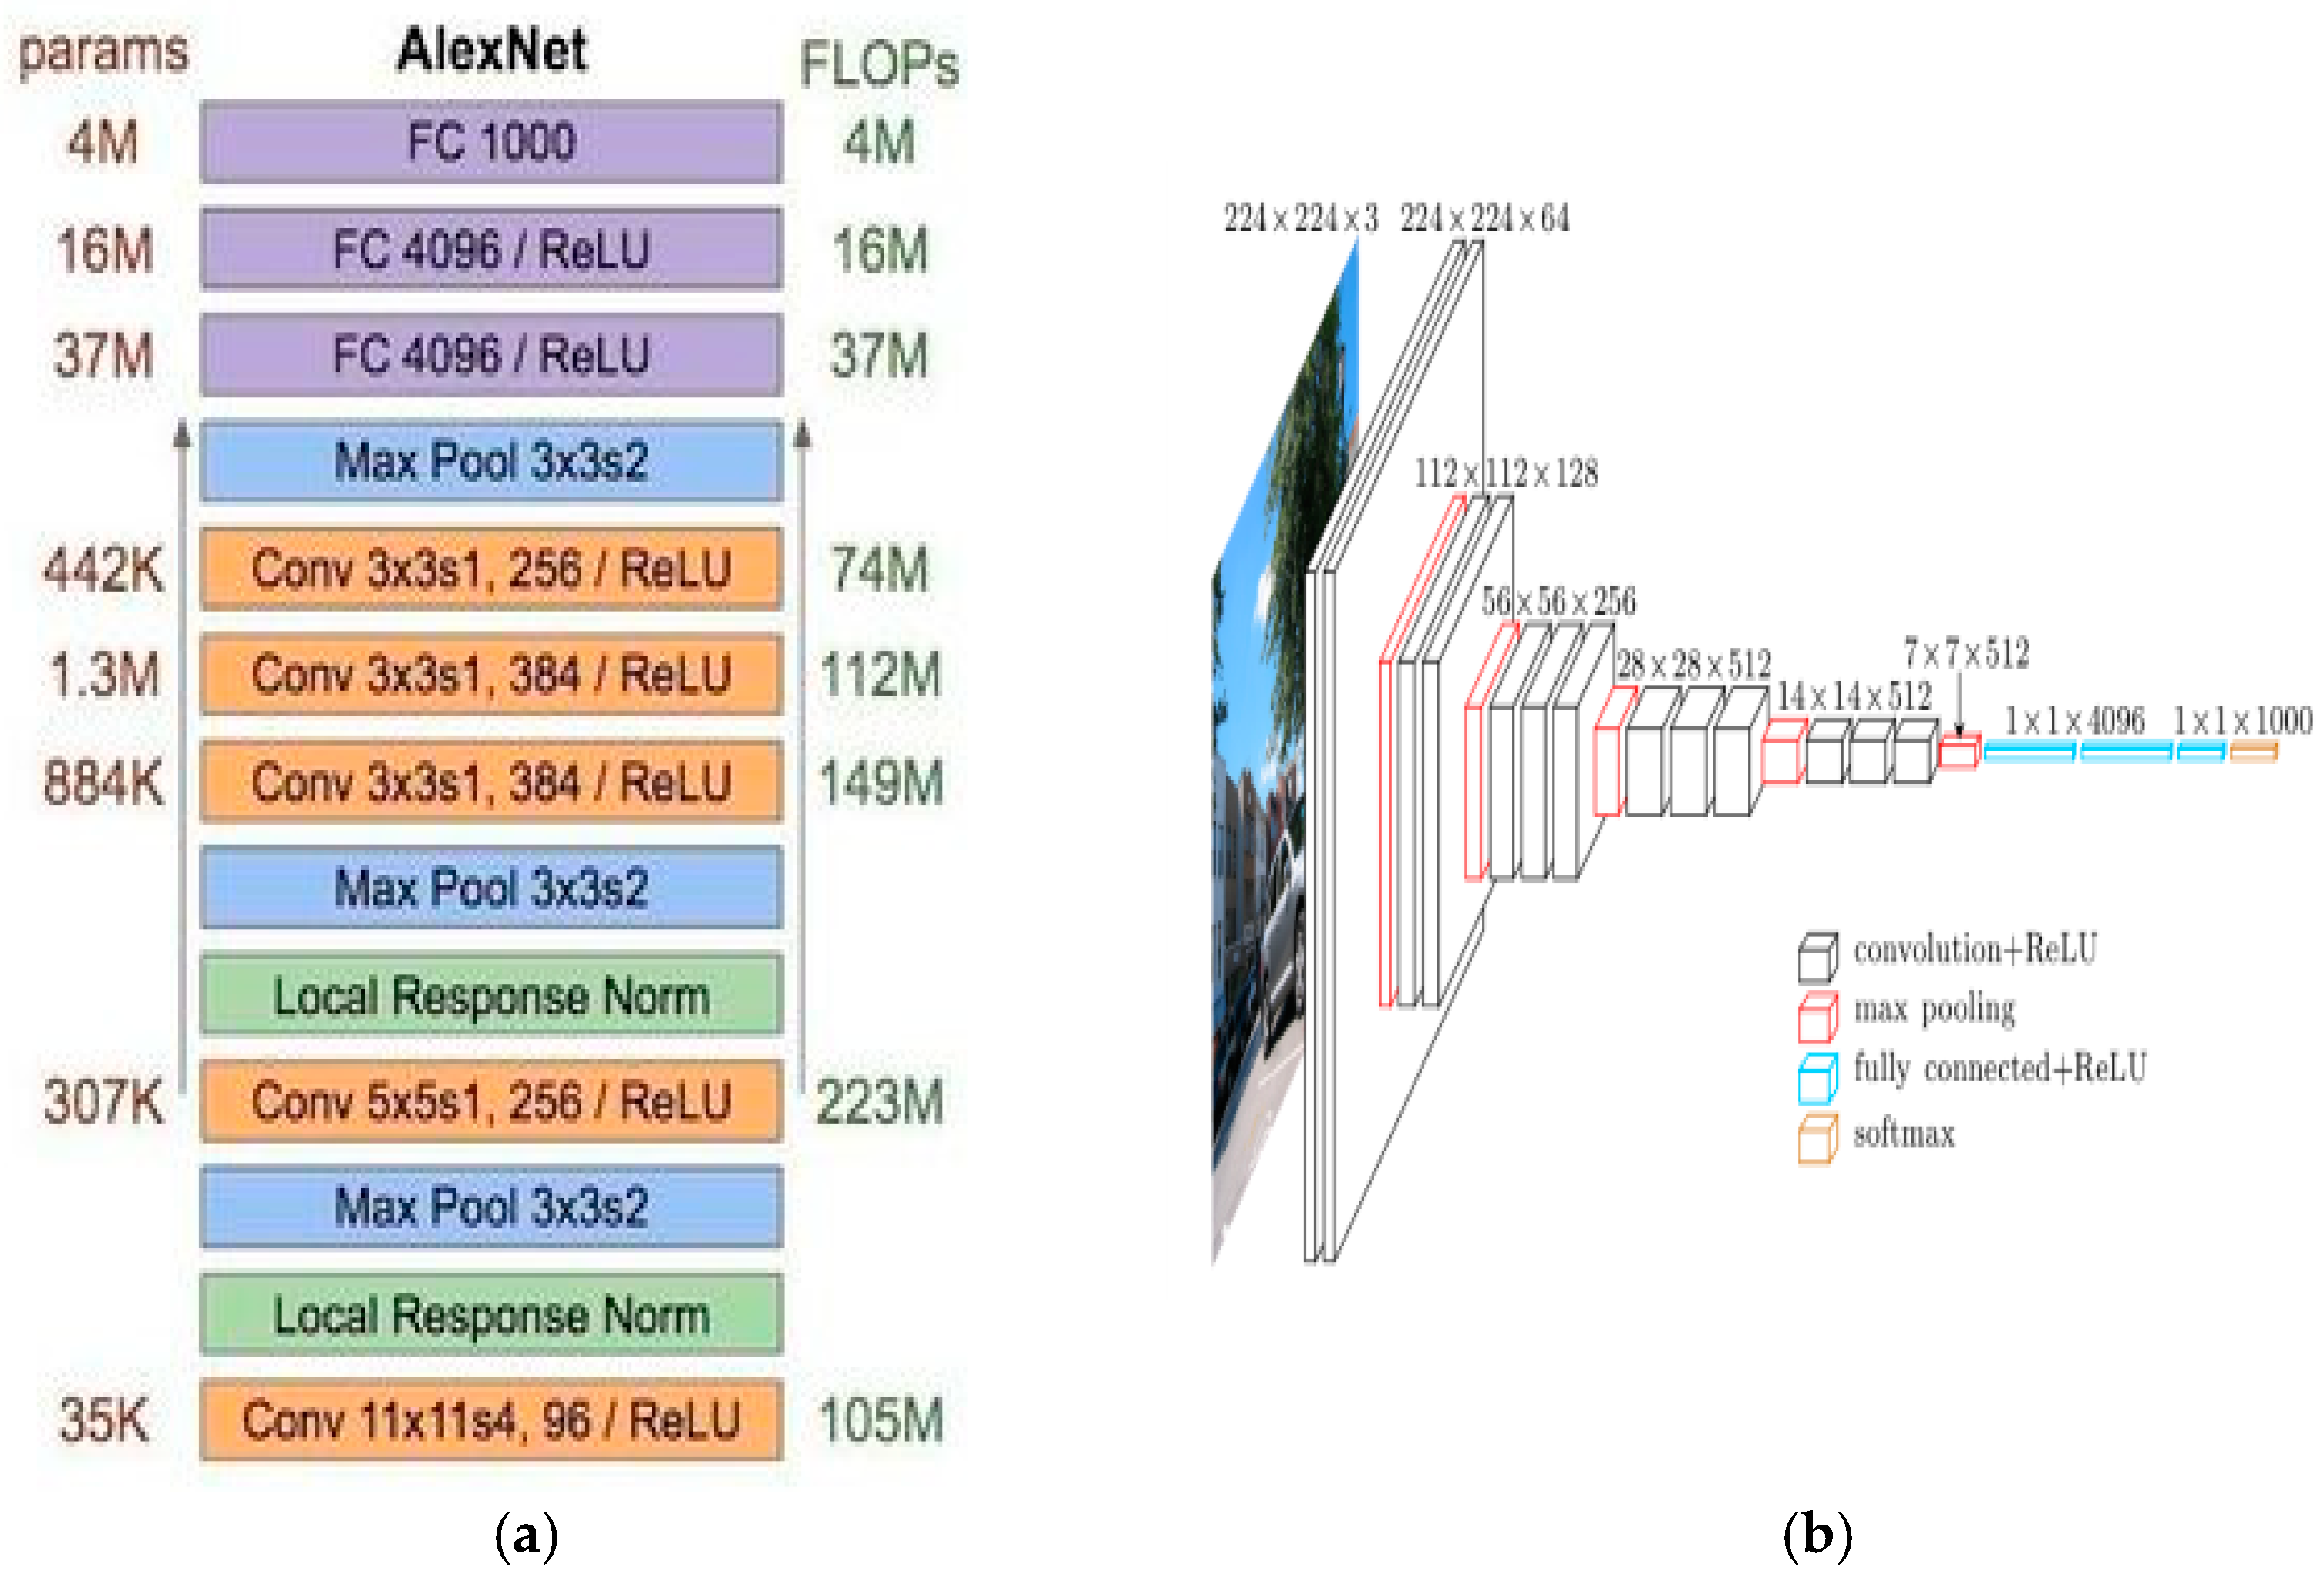 params AlexNet FLOPs
4M FC 1000 4M
16M FC 4096 / ReLU 16M
37M FC 4096 / ReLU 37M
Max Pool 3x3s2
442K Conv 3x3s1, 256 / ReLU 74M
1.3M Conv 3x3s1, 384 / ReLU 112M
884K Conv 3x3s1, 384 / ReLU 149M
Max Pool 3x3s2
Local Response Norm
307K Conv 5x5s1, 256 / ReLU 223M
Max Pool 3x3s2
Local Response Norm
35K Conv 11x11s4, 96 / ReLU 105M
(a)
224×224×3 224×224×64
112×112×128
56×56×256
28×28×512
14×14×512
7×7×512
1×1×4096 1×1×1000
convolution+ReLU
max pooling
fully connected+ReLU
softmax
(b)